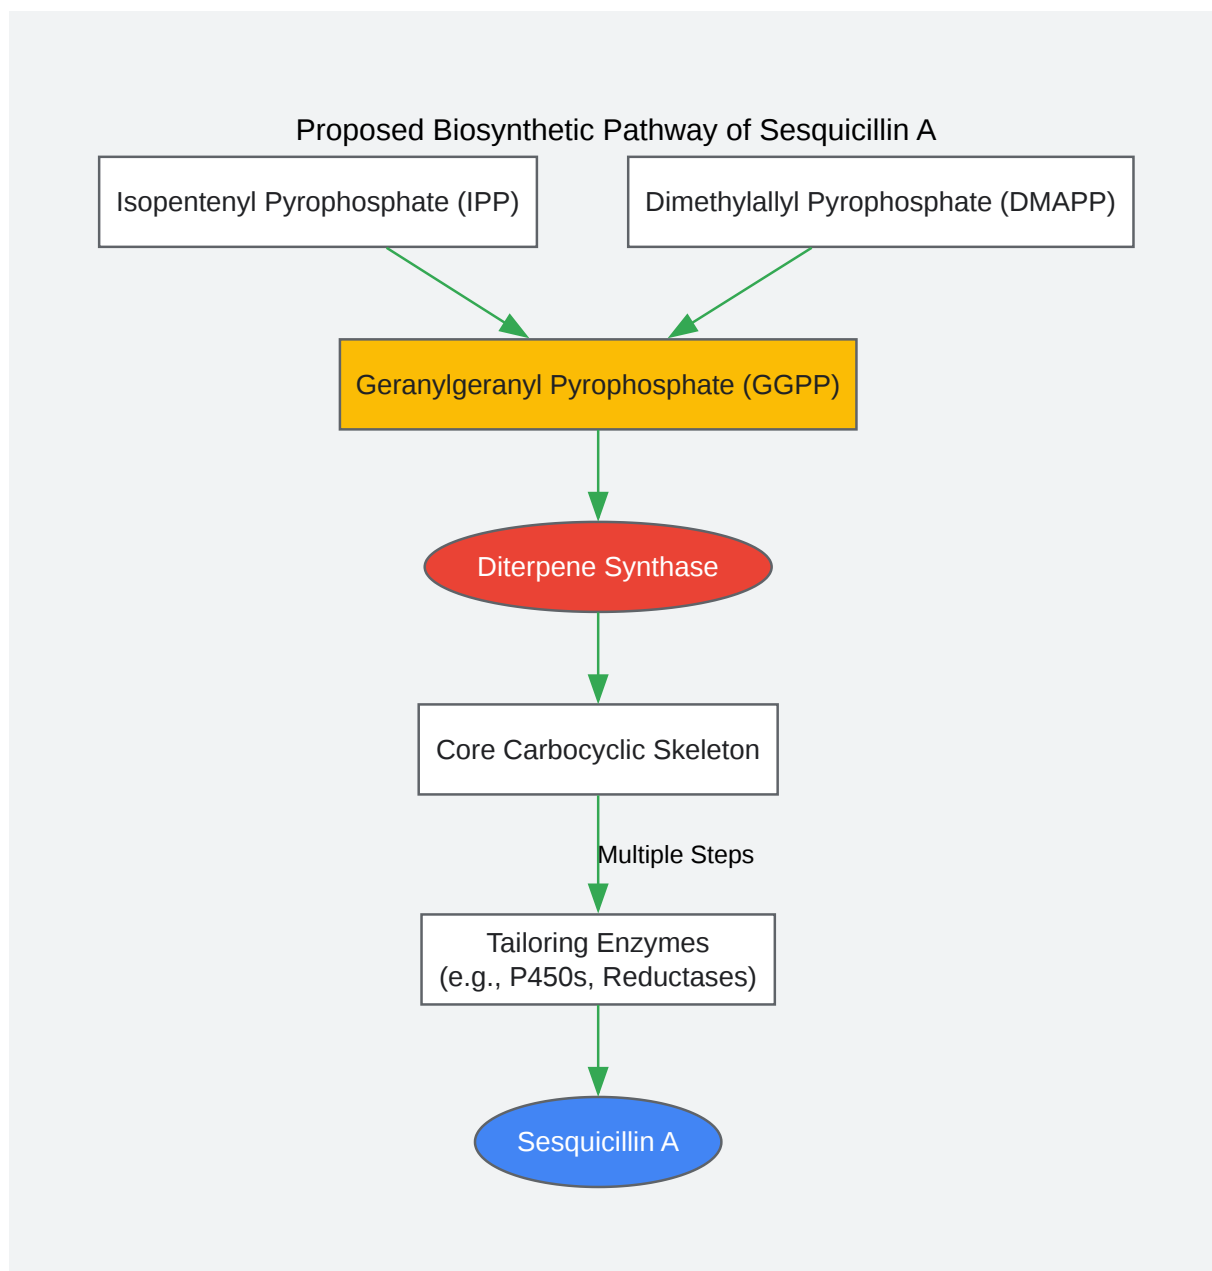 Proposed Biosynthetic Pathway of Sesquicillin A
Isopentenyl Pyrophosphate (IPP)
Dimethylallyl Pyrophosphate (DMAPP)
Geranylgeranyl Pyrophosphate (GGPP)
Diterpene Synthase
Core Carbocyclic Skeleton
Multiple Steps
Tailoring Enzymes
(e.g., P450s, Reductases)
Sesquicillin A